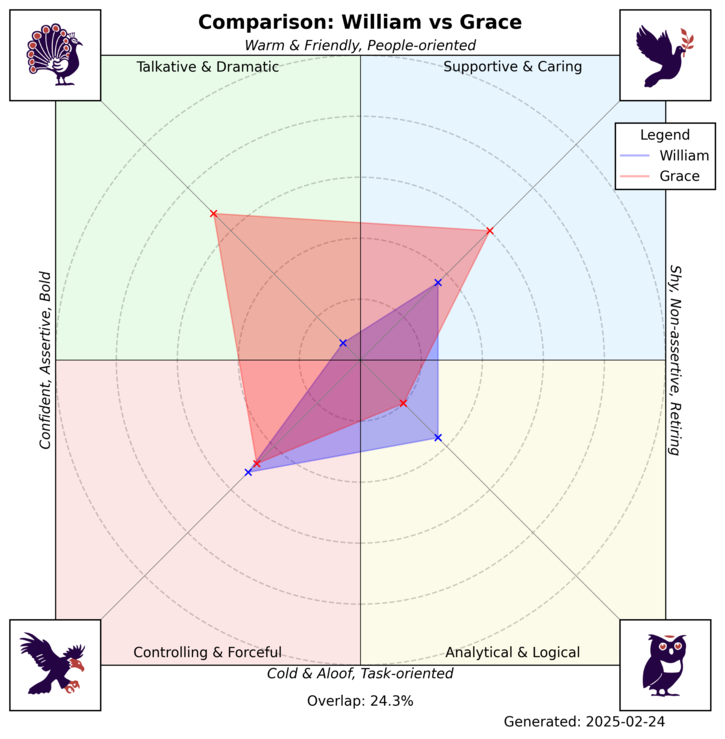 Comparison: William vs Grace
Warm & Friendly, People-oriented
Talkative & Dramatic
Supportive & Caring
Legend
William
Grace
Confident, Assertive, Bold
Shy, Non-assertive, Retiring
Controlling & Forceful
Analytical & Logical
Cold & Aloof, Task-oriented
Overlap: 24.3%
Generated: 2025-02-24